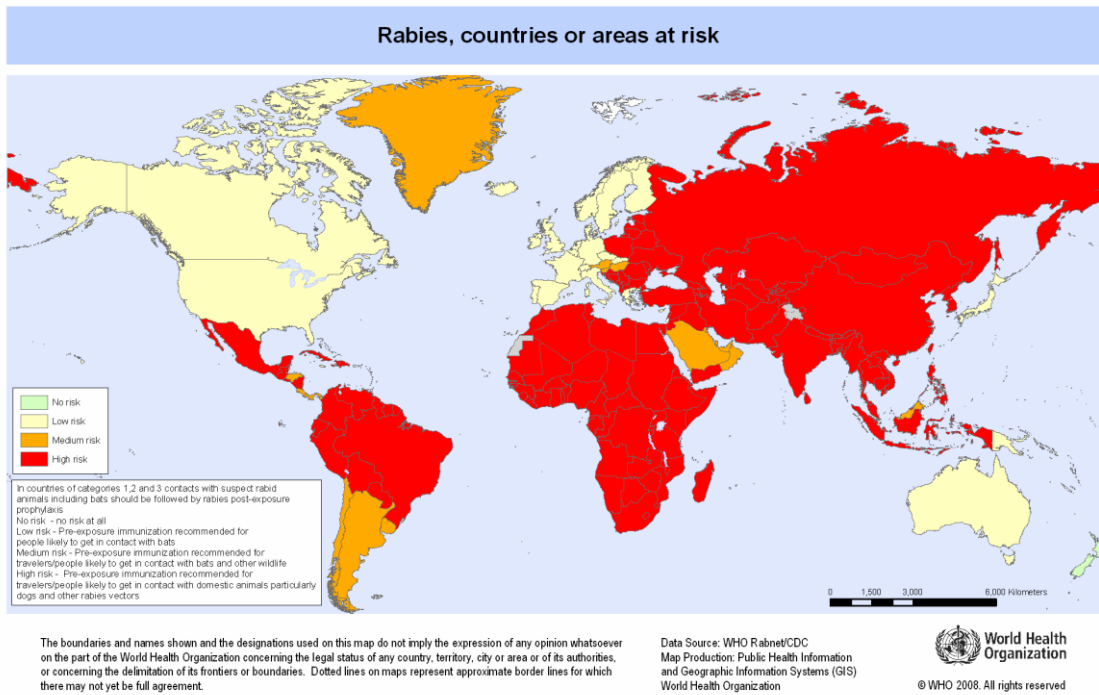 Rabies, countries or areas at risk
No risk
Low risk
Medium risk
High risk
In countries of categories 1,2 and 3 contacts with suspect rabid
animals including bats should be followed by rabies post-exposure
prophylaxis
No risk - no risk at all
Low risk - Pre-exposure immunization recommended for
people likely to get in contact with bats
Medium risk - Pre-exposure immunization recommended for
travelers/people likely to get in contact with bats and other wildlife
High risk - Pre-exposure immunization recommended for
travelers/people likely to get in contact with domestic animals particularly
dogs and other rabies vectors
0 1,500 3,000 6,000 Kilometers
The boundaries and names shown and the designations used on this map do not imply the expression of any opinion whatsoever
on the part of the World Health Organization concerning the legal status of any country, territory, city or area or of its authorities,
or concerning the delimitation of its frontiers or boundaries. Dotted lines on maps represent approximate border lines for which
there may not yet be full agreement.
Data Source: WHO Rabnet/CDC
Map Production: Public Health Information
and Geographic Information Systems (GIS)
World Health Organization
World Health
Organization
© WHO 2008. All rights reserved